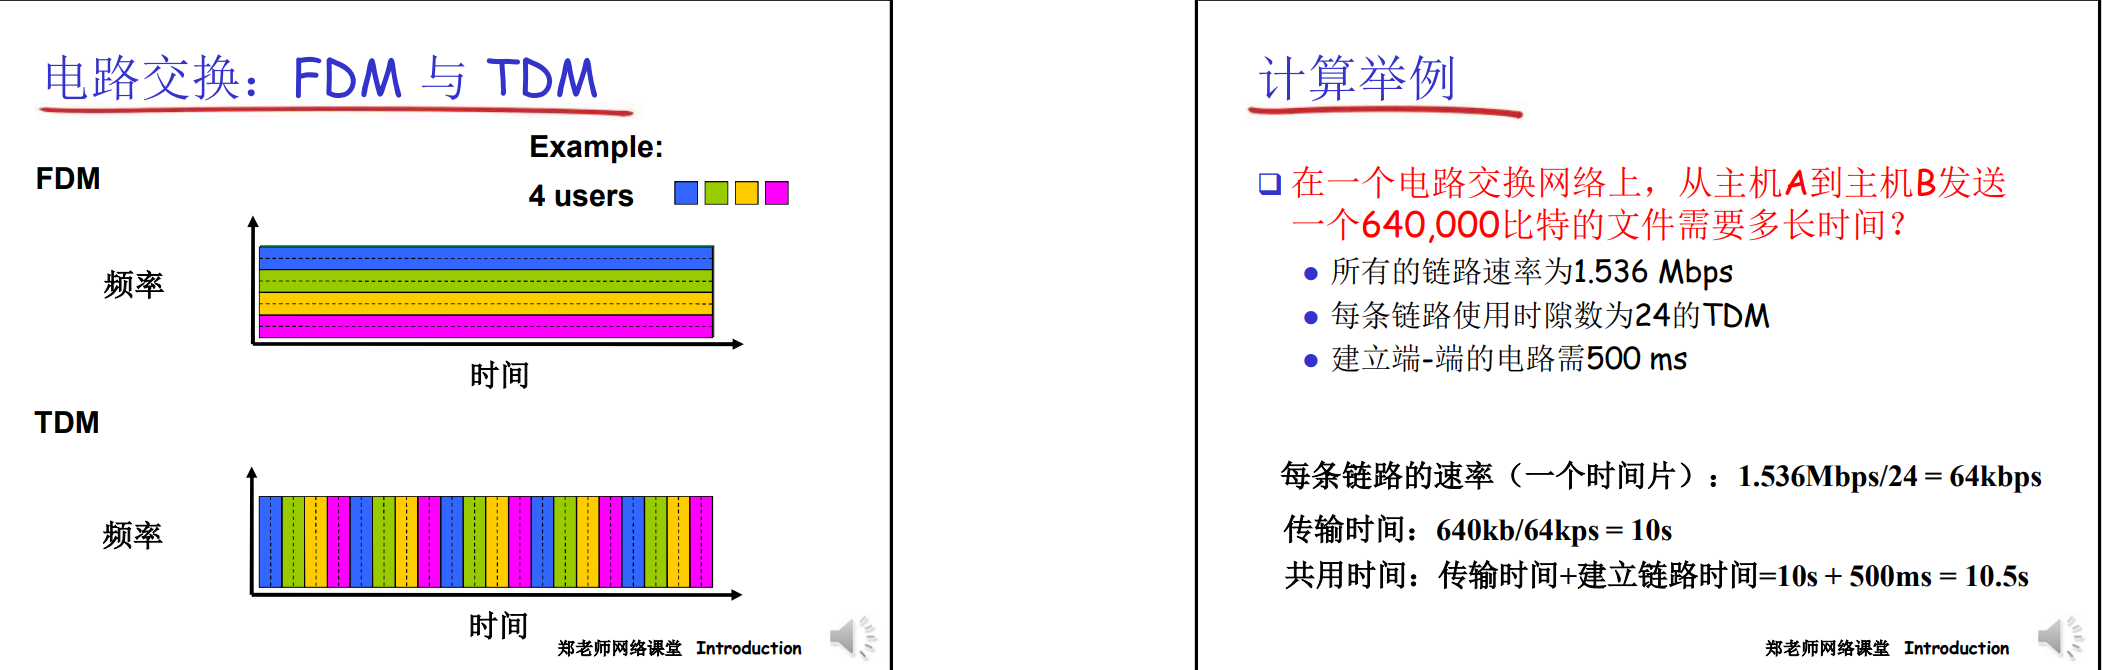 电路交换：FDM 与 TDM
Example:
FDM
4 users
频率
时间
TDM
频率
时间
郑老师网络课堂 Introduction
计算举例
在一个电路交换网络上，从主机A到主机B发送
一个640,000比特的文件需要多长时间？
所有的链路速率为1.536 Mbps
每条链路使用时隙数为24的TDM
建立端-端的电路需500 ms
每条链路的速率（一个时间片）：1.536Mbps/24 = 64kbps
传输时间：640kb/64kps = 10s
共用时间：传输时间+建立链路时间=10s + 500ms = 10.5s
郑老师网络课堂 Introduction